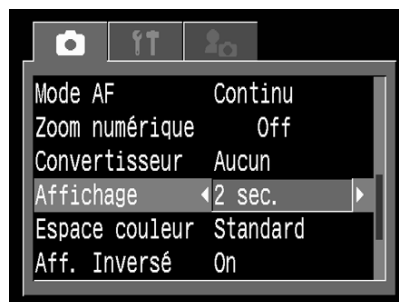 Mode AF Continu
Zoom numérique Off
Convertisseur Aucun
Affichage 2 sec.
Espace couleur Standard
Aff. Inversé On